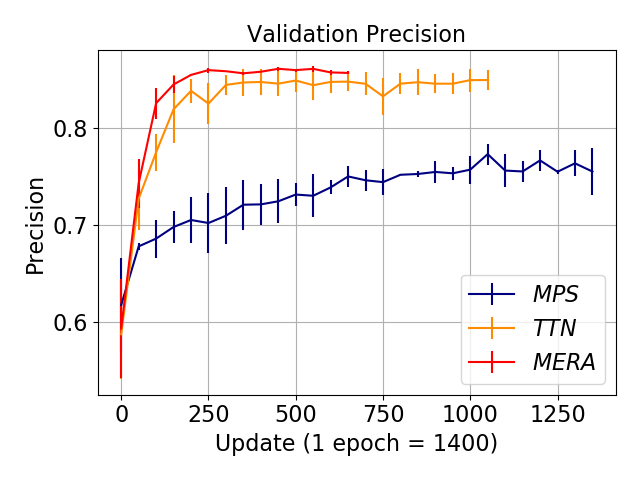 Validation Precision
Precision
0.8
0.7
0.6
0
250
500
750
1000
1250
Update (1 epoch = 1400)
MPS
TTN
MERA